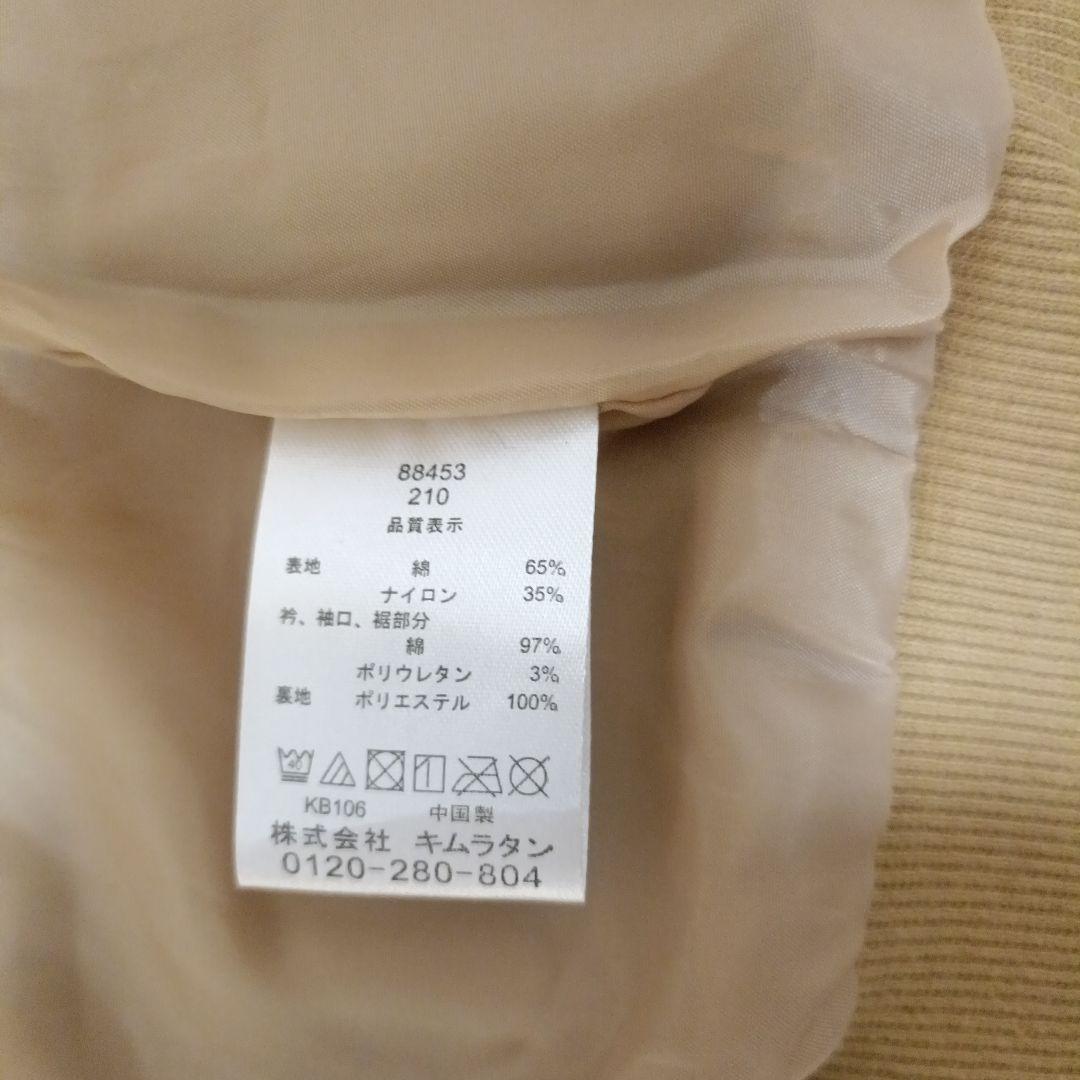 88453
210
品質表示
表地 綿 65%
ナイロン 35%
衿、袖口、裾部分
綿 97%
ポリウレタン 3%
裏地 ポリエステル 100%
40
KB106 中国製
株式会社 キムラタン
0120-280-804